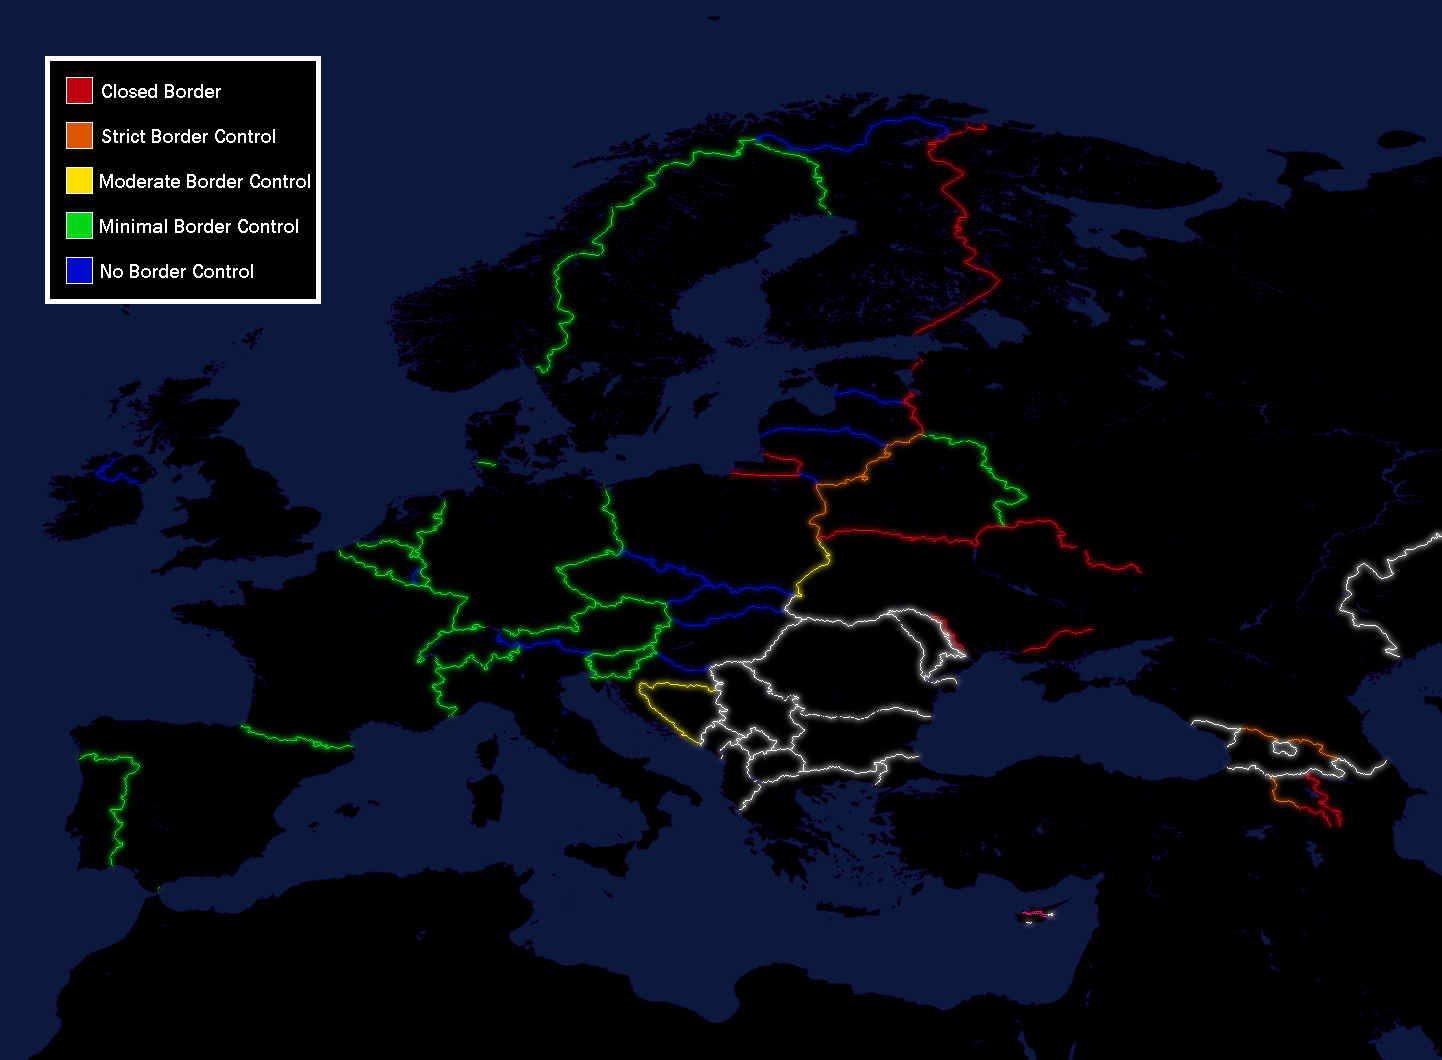 Closed Border
Strict Border Control
Moderate Border Control
Minimal Border Control
No Border Control